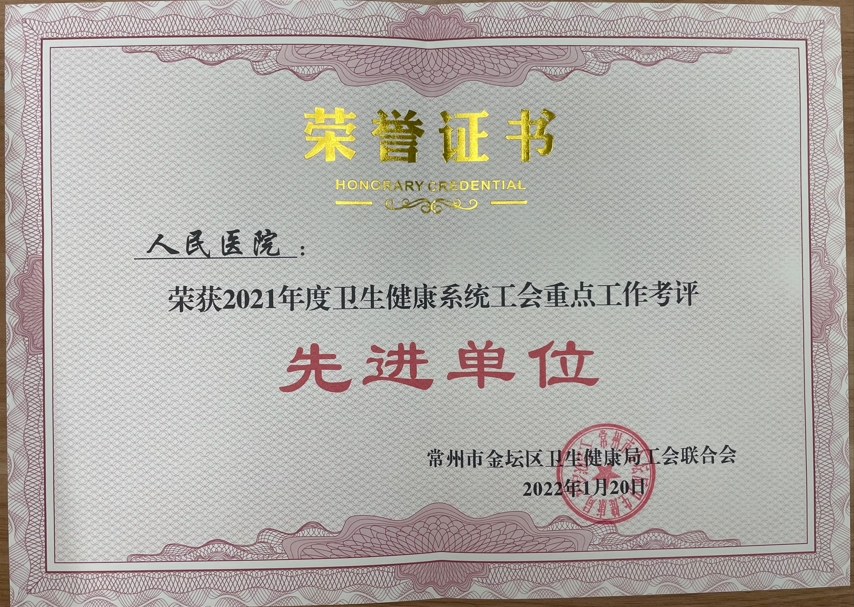 荣誉证书
HONORARY CREDENTIAL
人民医院：
荣获2021年度卫生健康系统工会重点工作考评
先进单位
常州市金坛区卫生健康局工会联合会
2022年1月20日